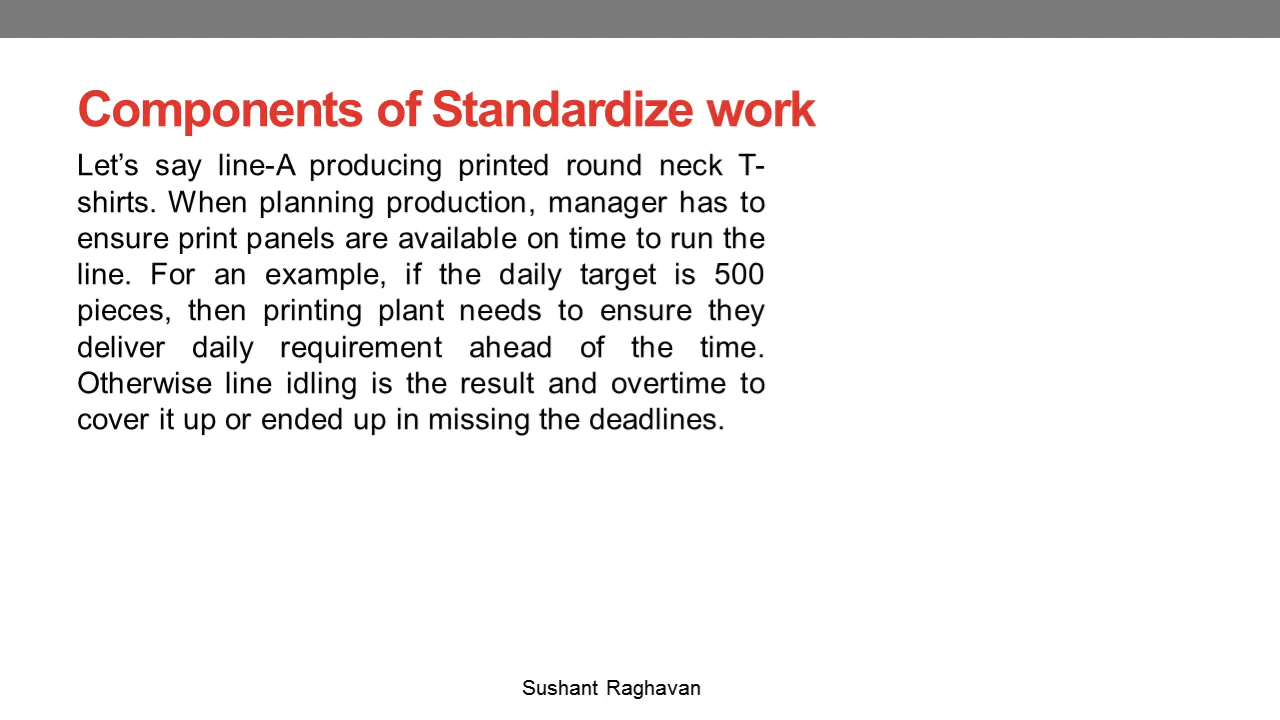 Components of Standardize work
Let’s say line-A producing printed round neck T-
shirts. When planning production, manager has to
ensure print panels are available on time to run the
line. For an example, if the daily target is 500
pieces, then printing plant needs to ensure they
deliver daily requirement ahead of the time.
Otherwise line idling is the result and overtime to
cover it up or ended up in missing the deadlines.
Sushant Raghavan